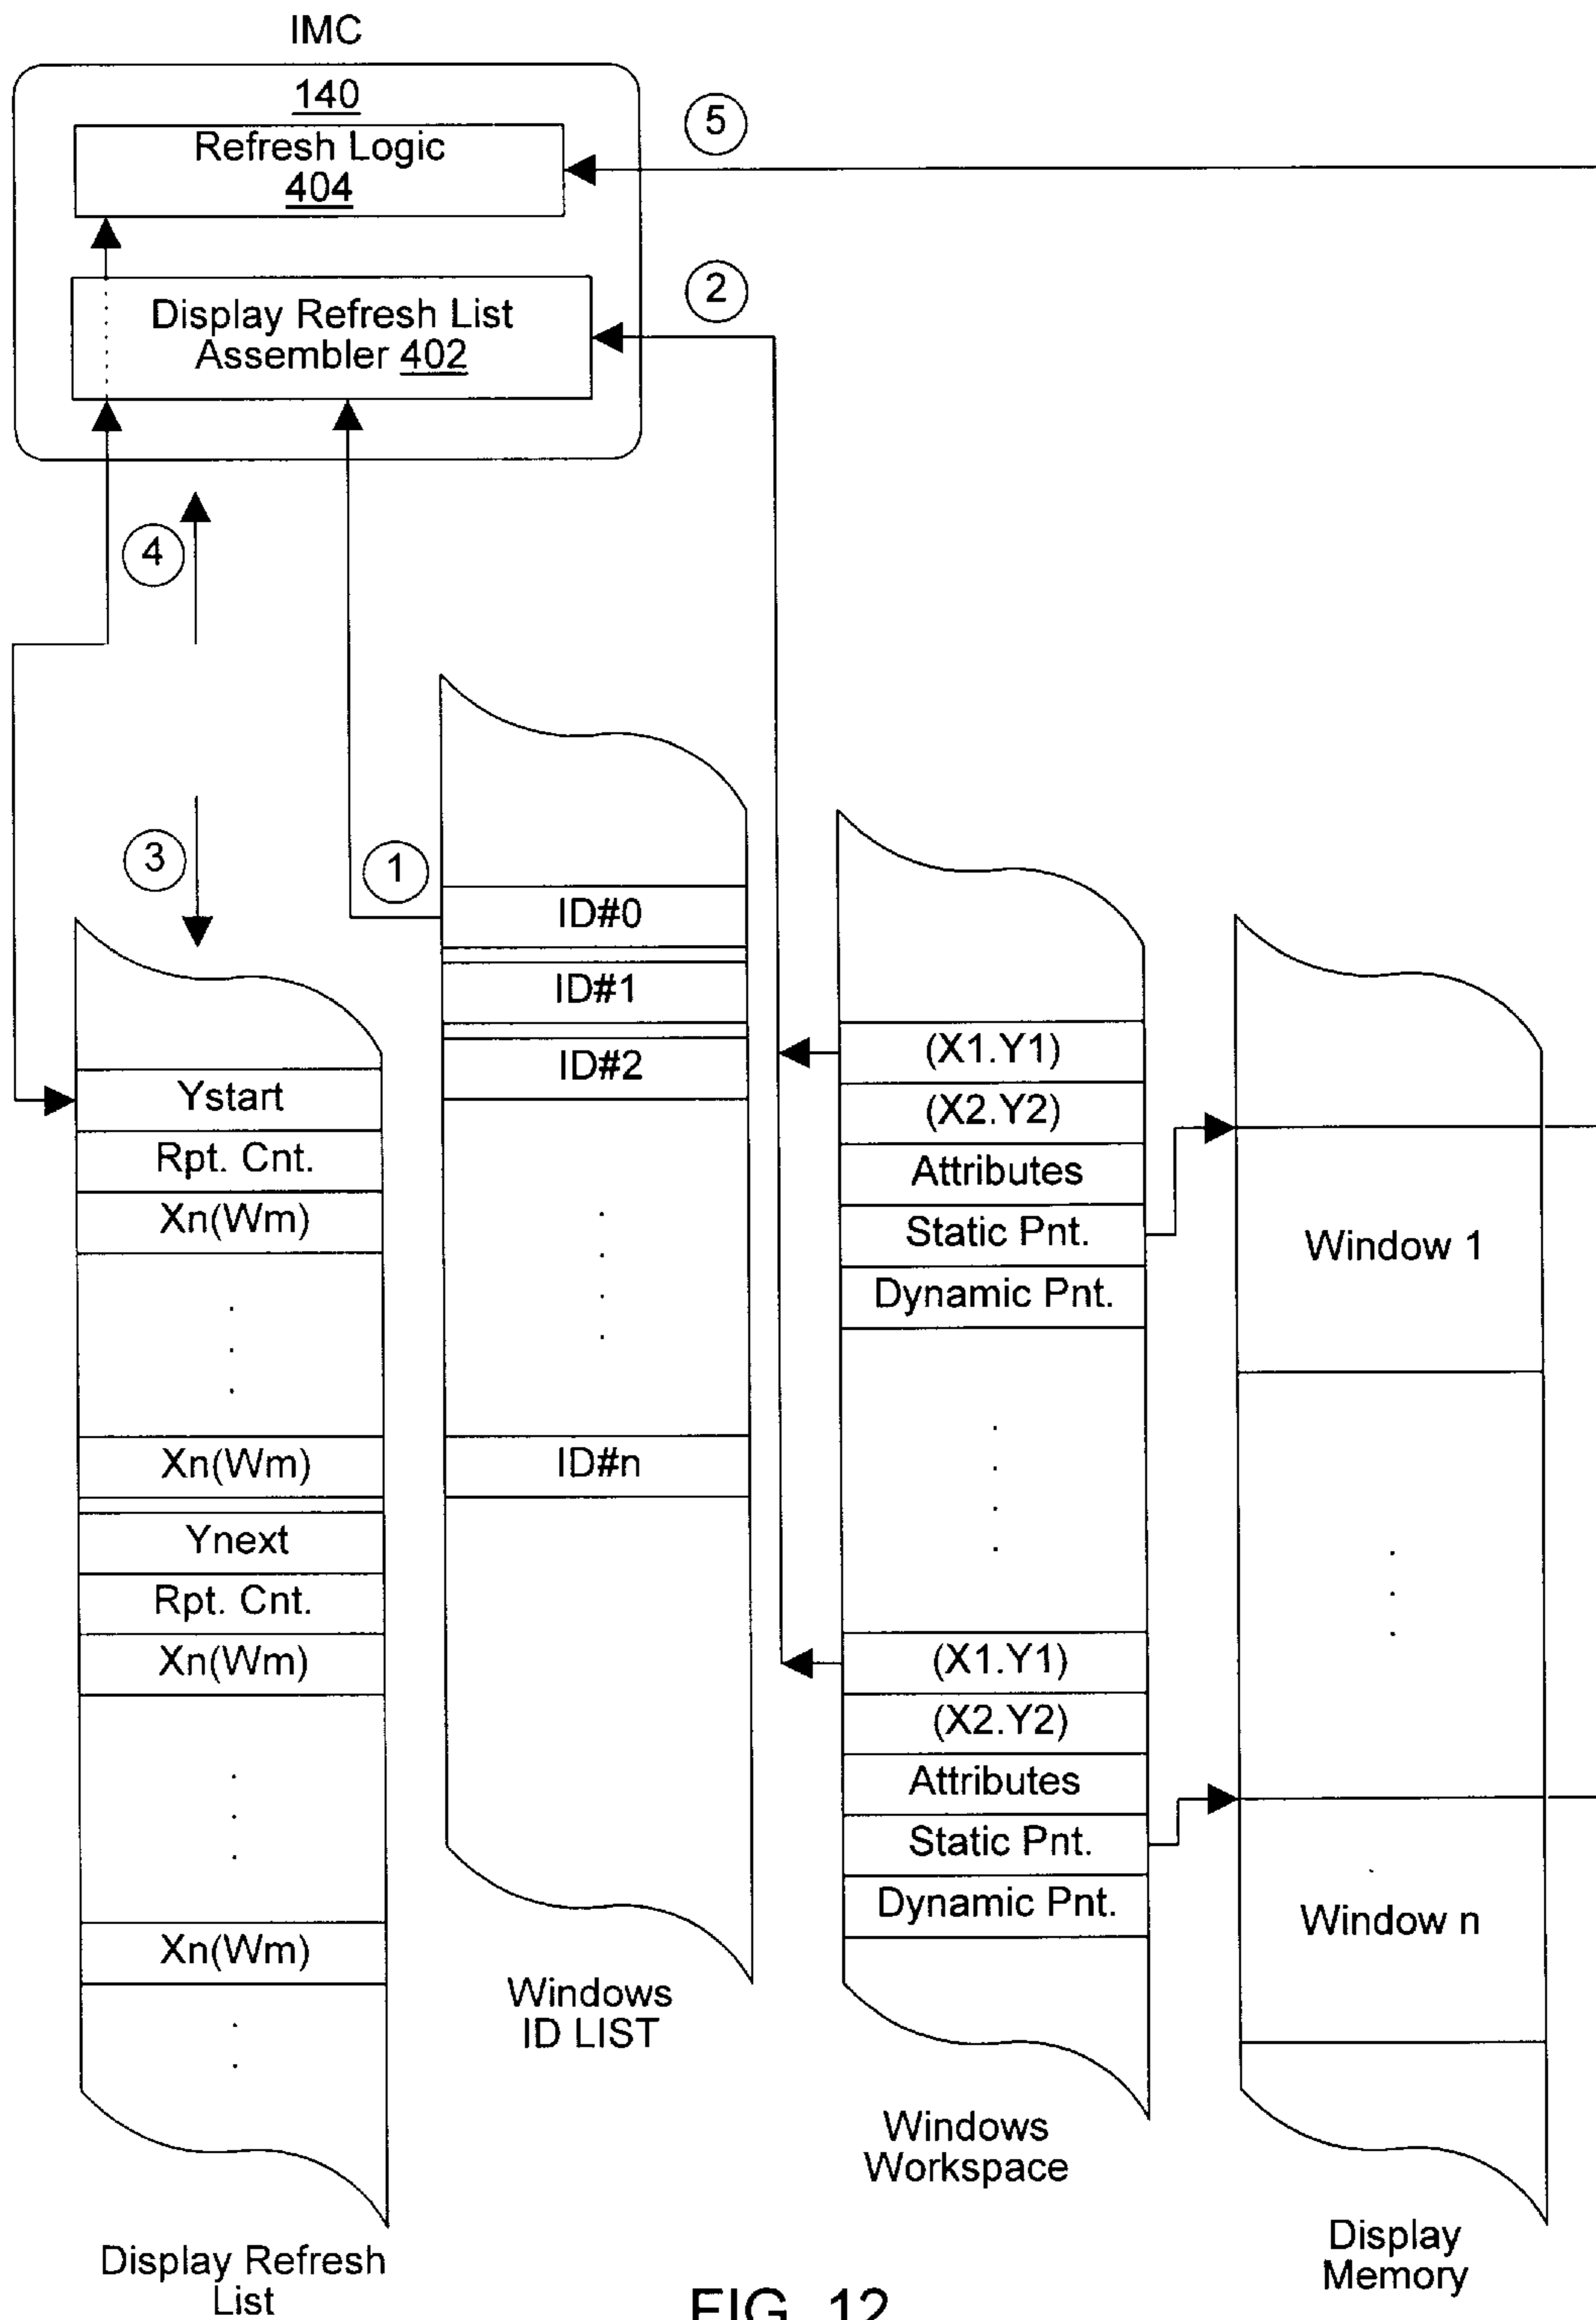 IMC
140
Refresh Logic
404
Display Refresh List
Assembler 402
5
2
4
3
1
Ystart
Rpt. Cnt.
Xn(Wm)
Xn(Wm)
Ynext
Rpt. Cnt.
Xn(Wm)
Xn(Wm)
Display Refresh
List
ID#0
ID#1
ID#2
ID#n
Windows
ID LIST
(X1.Y1)
(X2.Y2)
Attributes
Static Pnt.
Dynamic Pnt.
(X1.Y1)
(X2.Y2)
Attributes
Static Pnt.
Dynamic Pnt.
Windows
Workspace
Window 1
Window n
Display
Memory
FIG. 12